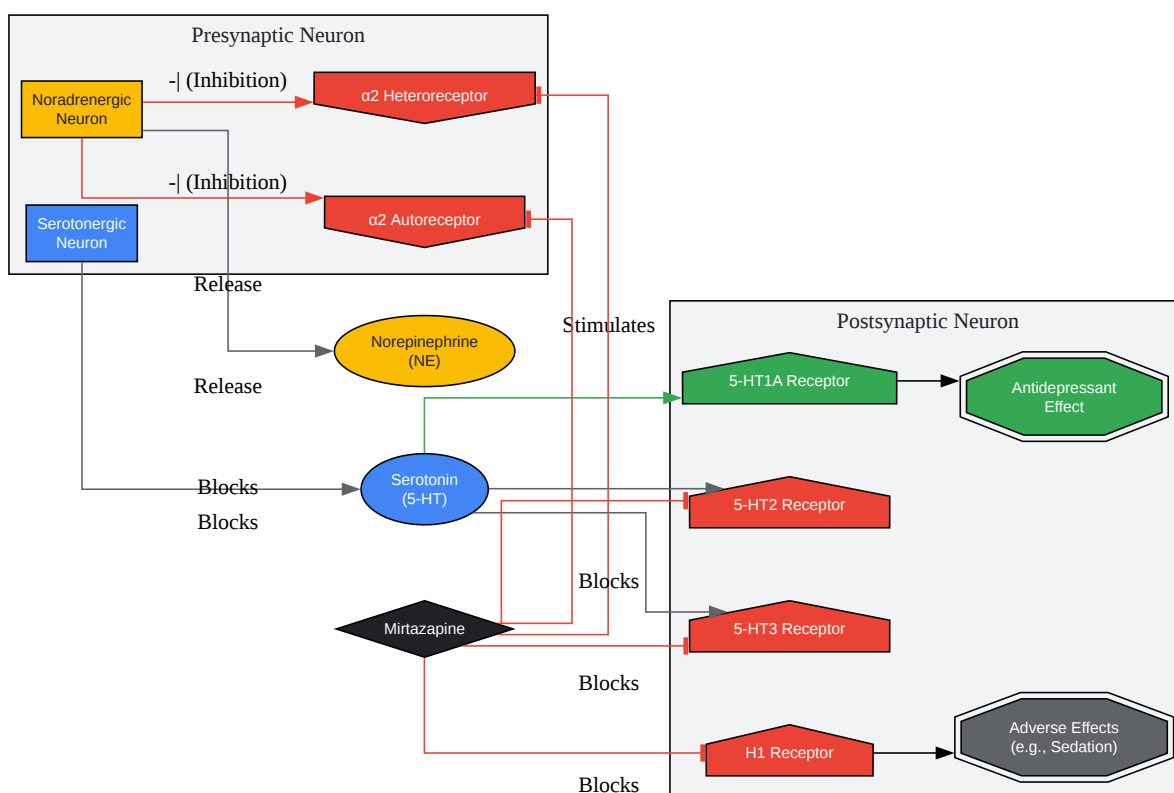 Presynaptic Neuron
-| (Inhibition)
α2 Heteroreceptor
Noradrenergic
Neuron
-| (Inhibition)
α2 Autoreceptor
Serotonergic
Neuron
Release
Stimulates
Postsynaptic Neuron
Norepinephrine
(NE)
Release
5-HT1A Receptor
Antidepressant
Effect
Blocks
Serotonin
(5-HT)
Blocks
5-HT2 Receptor
Blocks
Mirtazapine
5-HT3 Receptor
Blocks
H1 Receptor
Adverse Effects
(e.g., Sedation)
Blocks